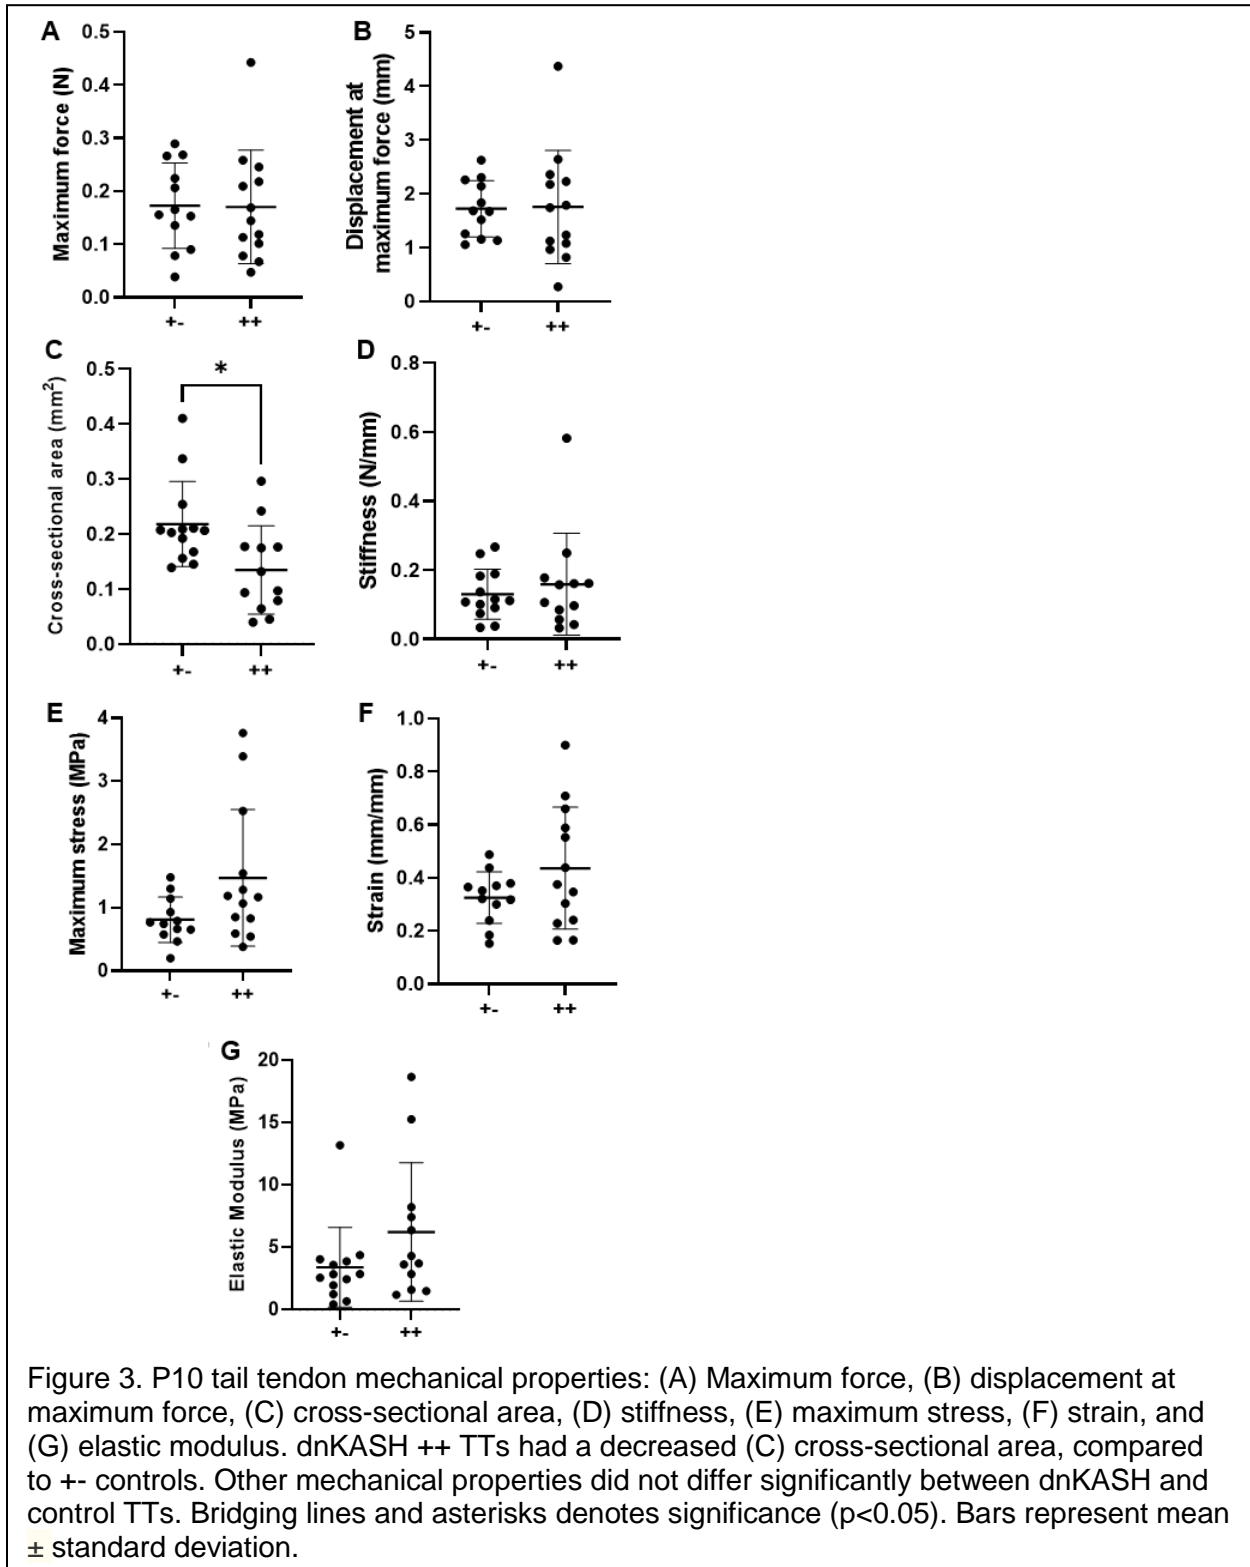 A
Maximum force (N)
0.5
0.4
0.3
0.2
0.1
0.0
+-
++
B
Displacement at
maximum force (mm)
5
4
3
2
1
0
+-
++
C
Cross-sectional area (mm²)
0.5
0.4
0.3
0.2
0.1
0.0
*
+-
++
D
Stiffness (N/mm)
0.8
0.6
0.4
0.2
0.0
+-
++
E
Maximum stress (MPa)
4
3
2
1
0
+-
++
F
Strain (mm/mm)
1.0
0.8
0.6
0.4
0.2
0.0
+-
++
G
Elastic Modulus (MPa)
20
15
10
5
0
+-
++
Figure 3. P10 tail tendon mechanical properties: (A) Maximum force, (B) displacement at
maximum force, (C) cross-sectional area, (D) stiffness, (E) maximum stress, (F) strain, and
(G) elastic modulus. dnKASH ++ TTs had a decreased (C) cross-sectional area, compared
to +- controls. Other mechanical properties did not differ significantly between dnKASH and
control TTs. Bridging lines and asterisks denotes significance (p<0.05). Bars represent mean
± standard deviation.